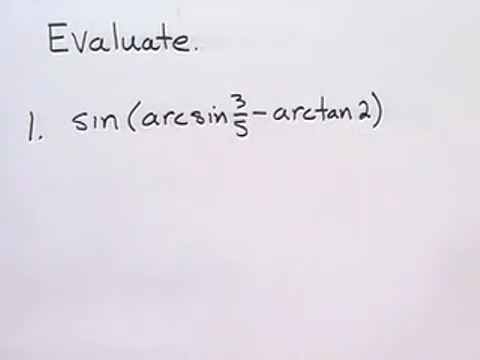 Evaluate.
1. sin(arcsin 3/5 - arctan 2)